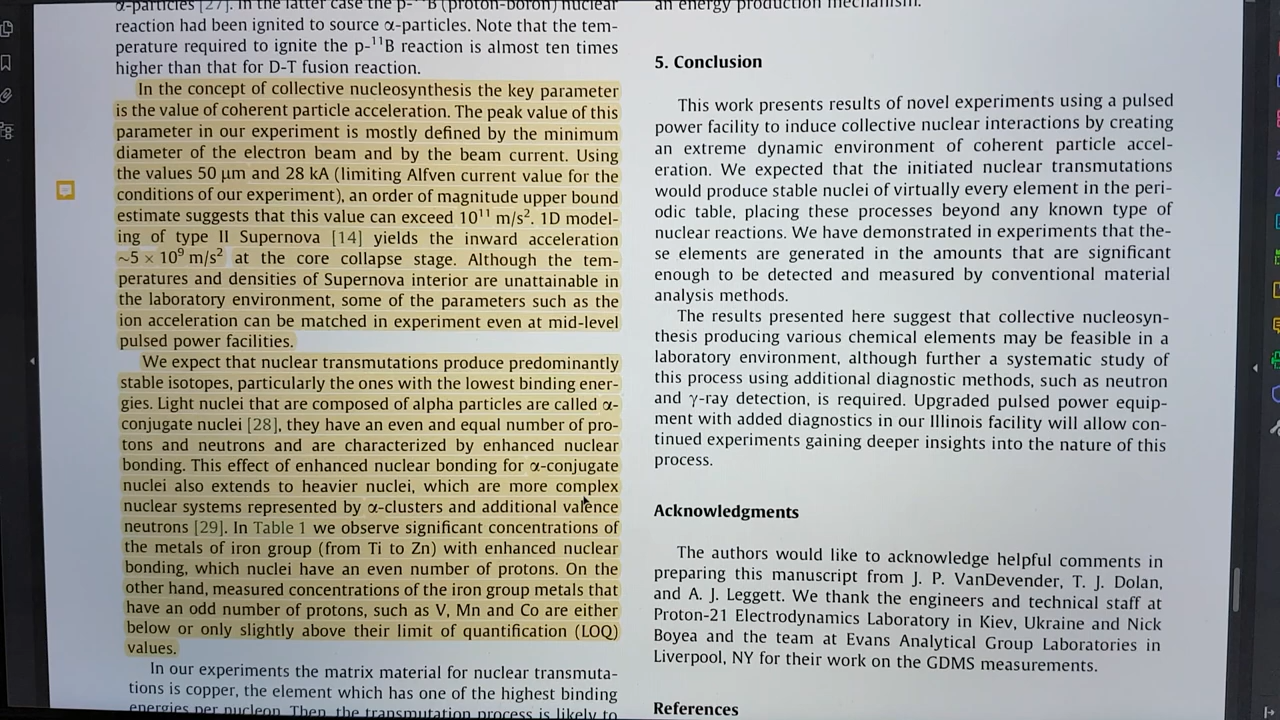 α-particles [27]. In the latter case the p-¹¹B (proton-boron) nuclear
reaction had been ignited to source α-particles. Note that the tem-
perature required to ignite the p-¹¹B reaction is almost ten times
higher than that for D-T fusion reaction.
In the concept of collective nucleosynthesis the key parameter
is the value of coherent particle acceleration. The peak value of this
parameter in our experiment is mostly defined by the minimum
diameter of the electron beam and by the beam current. Using
the values 50 μm and 28 kA (limiting Alfven current value for the
conditions of our experiment), an order of magnitude upper bound
estimate suggests that this value can exceed 10¹¹ m/s². 1D model-
ing of type II Supernova [14] yields the inward acceleration
~5 × 10⁹ m/s² at the core collapse stage. Although the tem-
peratures and densities of Supernova interior are unattainable in
the laboratory environment, some of the parameters such as the
ion acceleration can be matched in experiment even at mid-level
pulsed power facilities.
We expect that nuclear transmutations produce predominantly
stable isotopes, particularly the ones with the lowest binding ener-
gies. Light nuclei that are composed of alpha particles are called α-
conjugate nuclei [28], they have an even and equal number of pro-
tons and neutrons and are characterized by enhanced nuclear
bonding. This effect of enhanced nuclear bonding for α-conjugate
nuclei also extends to heavier nuclei, which are more complex
nuclear systems represented by α-clusters and additional valence
neutrons [29]. In Table 1 we observe significant concentrations of
the metals of iron group (from Ti to Zn) with enhanced nuclear
bonding, which nuclei have an even number of protons. On the
other hand, measured concentrations of the iron group metals that
have an odd number of protons, such as V, Mn and Co are either
below or only slightly above their limit of quantification (LOQ)
values.
In our experiments the matrix material for nuclear transmuta-
tions is copper, the element which has one of the highest binding
energies per nucleon. Then, the transmutation process is likely to
an energy production mechanism.
5. Conclusion
This work presents results of novel experiments using a pulsed
power facility to induce collective nuclear interactions by creating
an extreme dynamic environment of coherent particle accel-
eration. We expected that the initiated nuclear transmutations
would produce stable nuclei of virtually every element in the peri-
odic table, placing these processes beyond any known type of
nuclear reactions. We have demonstrated in experiments that the-
se elements are generated in the amounts that are significant
enough to be detected and measured by conventional material
analysis methods.
The results presented here suggest that collective nucleosyn-
thesis producing various chemical elements may be feasible in a
laboratory environment, although further a systematic study of
this process using additional diagnostic methods, such as neutron
and γ-ray detection, is required. Upgraded pulsed power equip-
ment with added diagnostics in our Illinois facility will allow con-
tinued experiments gaining deeper insights into the nature of this
process.
Acknowledgments
The authors would like to acknowledge helpful comments in
preparing this manuscript from J. P. VanDevender, T. J. Dolan,
and A. J. Leggett. We thank the engineers and technical staff at
Proton-21 Electrodynamics Laboratory in Kiev, Ukraine and Nick
Boyea and the team at Evans Analytical Group Laboratories in
Liverpool, NY for their work on the GDMS measurements.
References